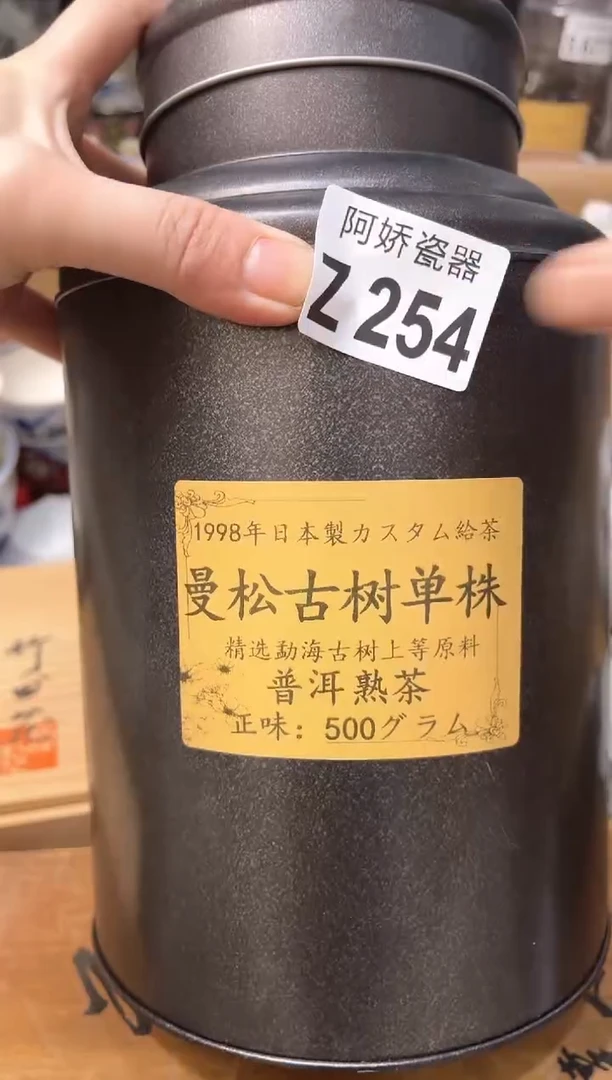 阿娇瓷器
Z 254
1998年日本製カスタム給茶
曼松古树单株
精选勐海古树上等原料
普洱熟茶
正味：500グラム